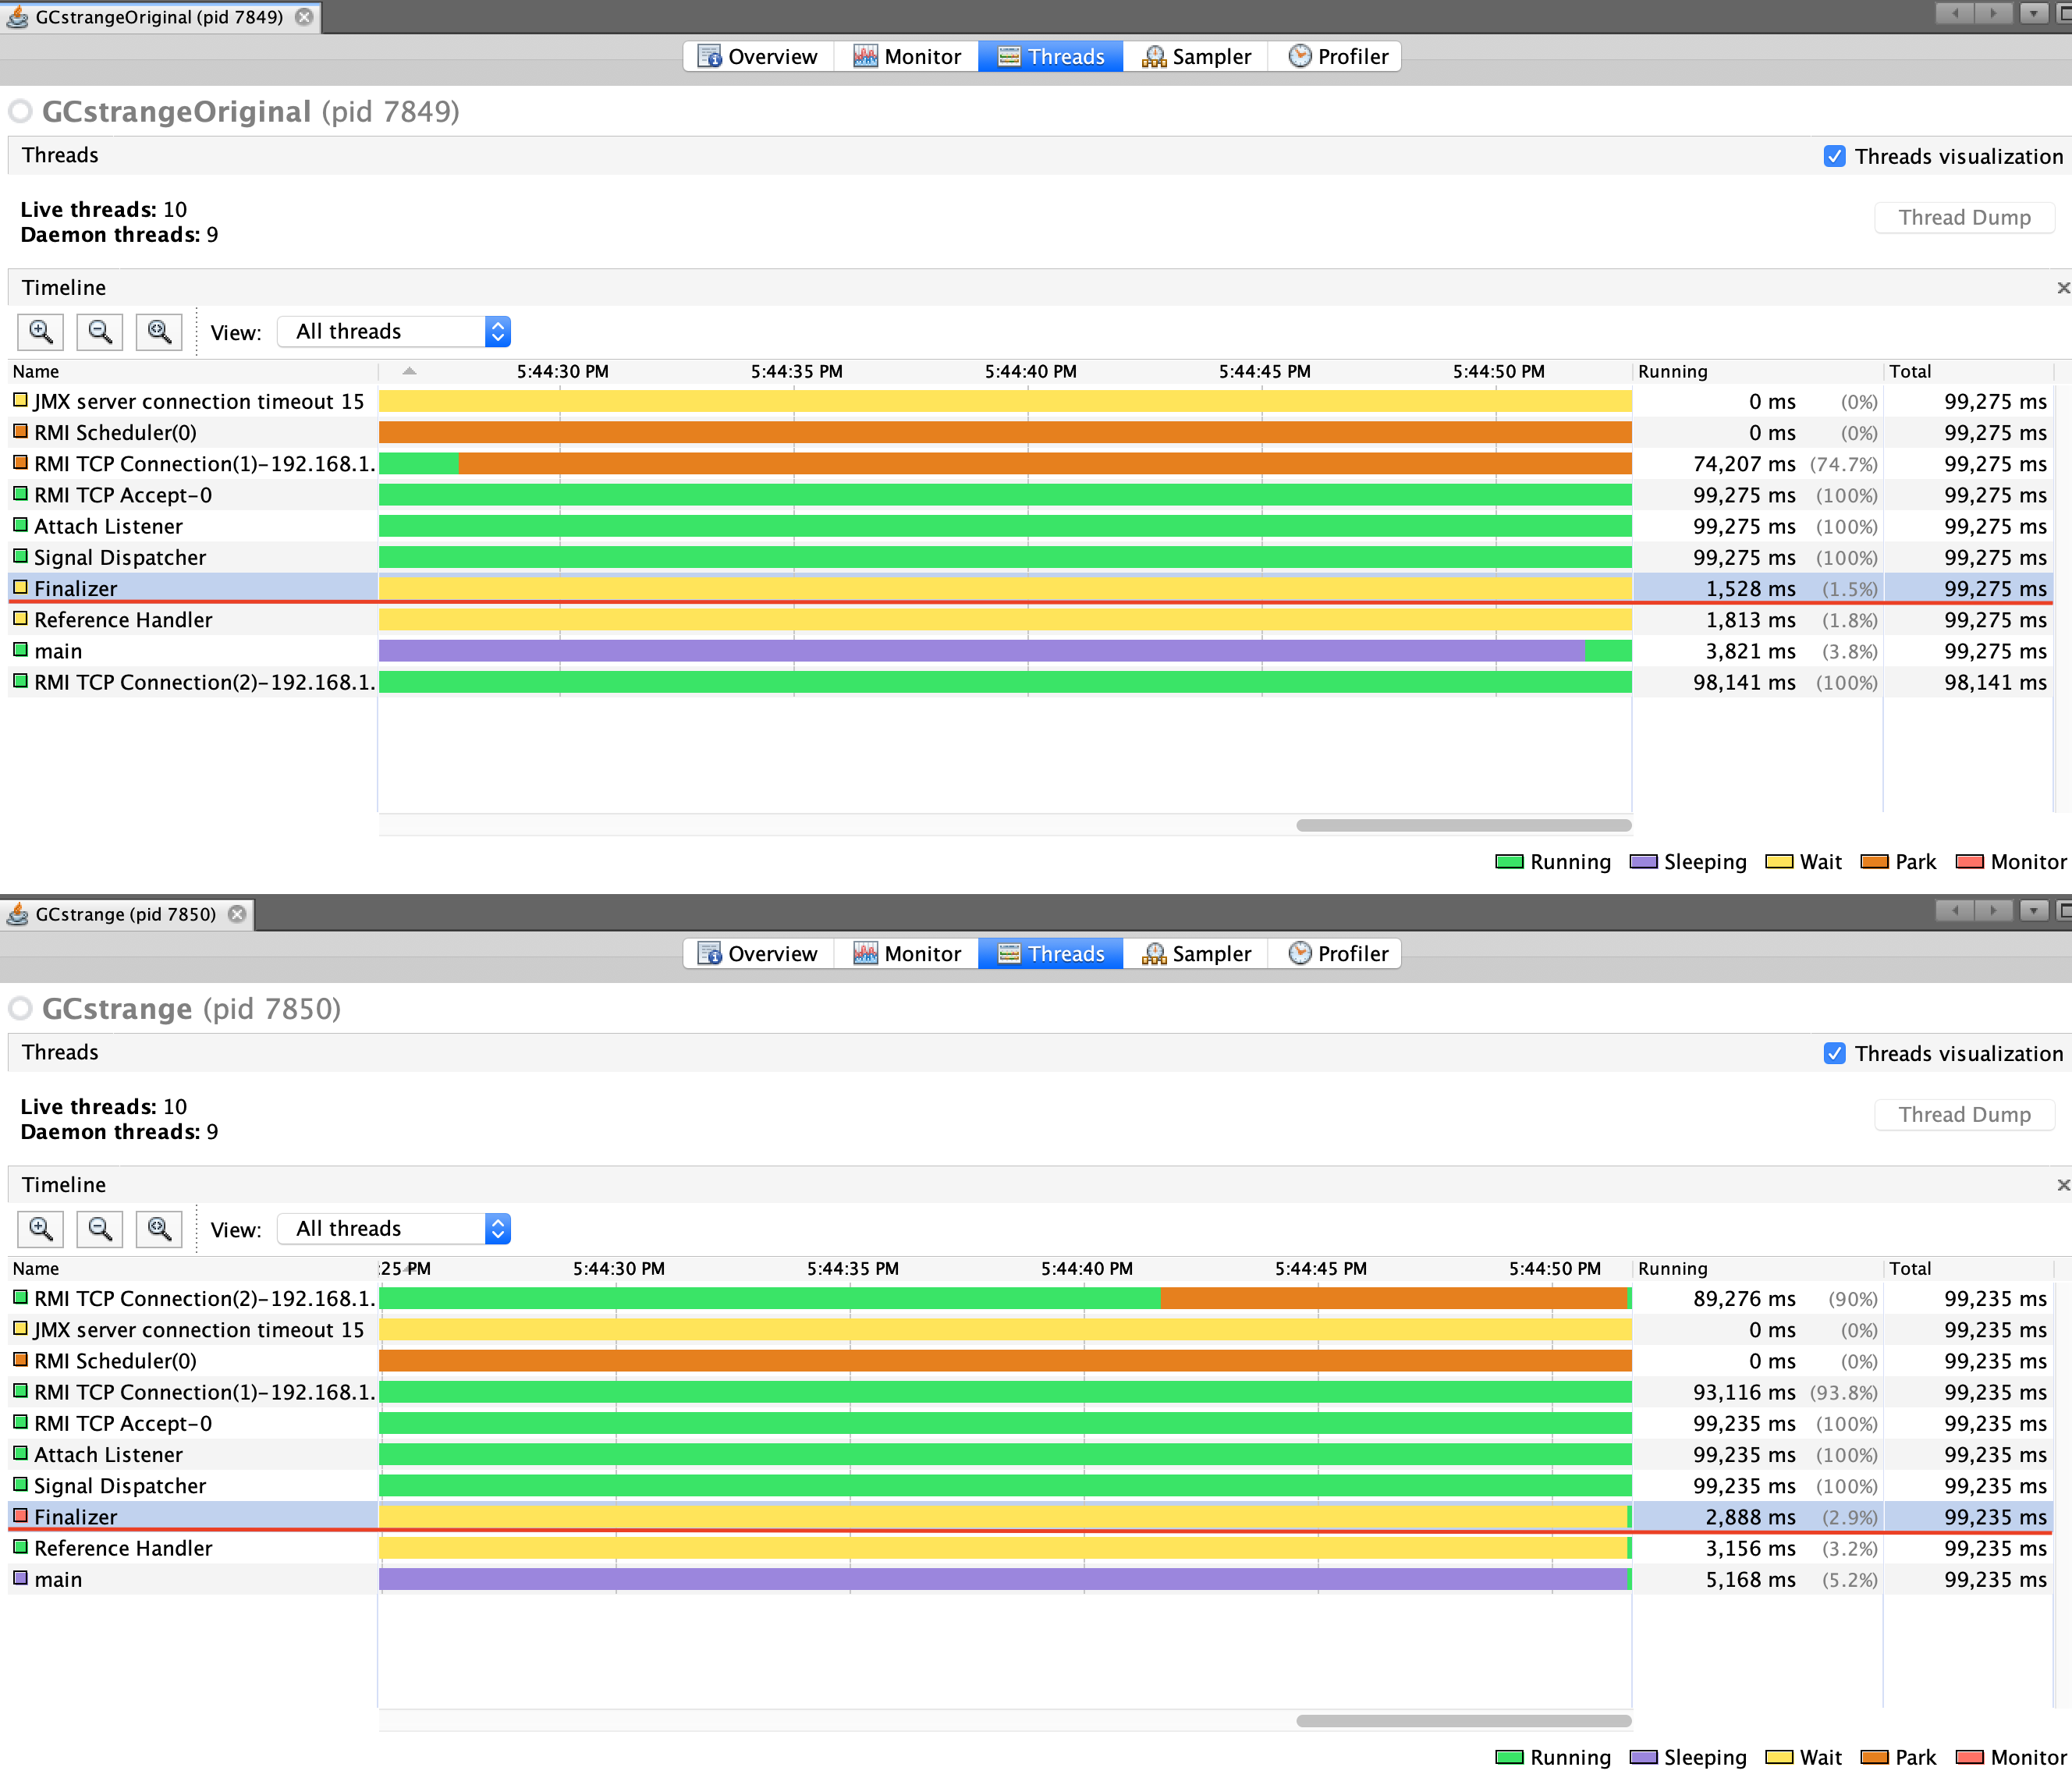 GCstrangeOriginal (pid 7849)
Overview Monitor Threads Sampler Profiler
GCstrangeOriginal (pid 7849)
Threads Threads visualization
Live threads: 10
Daemon threads: 9
Thread Dump
Timeline
View: All threads
Name 5:44:30 PM 5:44:35 PM 5:44:40 PM 5:44:45 PM 5:44:50 PM Running Total
JMX server connection timeout 15 0 ms (0%) 99,275 ms
RMI Scheduler(0) 0 ms (0%) 99,275 ms
RMI TCP Connection(1)-192.168.1. 74,207 ms (74.7%) 99,275 ms
RMI TCP Accept-0 99,275 ms (100%) 99,275 ms
Attach Listener 99,275 ms (100%) 99,275 ms
Signal Dispatcher 99,275 ms (100%) 99,275 ms
Finalizer 1,528 ms (1.5%) 99,275 ms
Reference Handler 1,813 ms (1.8%) 99,275 ms
main 3,821 ms (3.8%) 99,275 ms
RMI TCP Connection(2)-192.168.1. 98,141 ms (100%) 98,141 ms
Running Sleeping Wait Park Monitor
GCstrange (pid 7850)
Overview Monitor Threads Sampler Profiler
GCstrange (pid 7850)
Threads Threads visualization
Live threads: 10
Daemon threads: 9
Thread Dump
Timeline
View: All threads
Name :25 PM 5:44:30 PM 5:44:35 PM 5:44:40 PM 5:44:45 PM 5:44:50 PM Running Total
RMI TCP Connection(2)-192.168.1. 89,276 ms (90%) 99,235 ms
JMX server connection timeout 15 0 ms (0%) 99,235 ms
RMI Scheduler(0) 0 ms (0%) 99,235 ms
RMI TCP Connection(1)-192.168.1. 93,116 ms (93.8%) 99,235 ms
RMI TCP Accept-0 99,235 ms (100%) 99,235 ms
Attach Listener 99,235 ms (100%) 99,235 ms
Signal Dispatcher 99,235 ms (100%) 99,235 ms
Finalizer 2,888 ms (2.9%) 99,235 ms
Reference Handler 3,156 ms (3.2%) 99,235 ms
main 5,168 ms (5.2%) 99,235 ms
Running Sleeping Wait Park Monitor